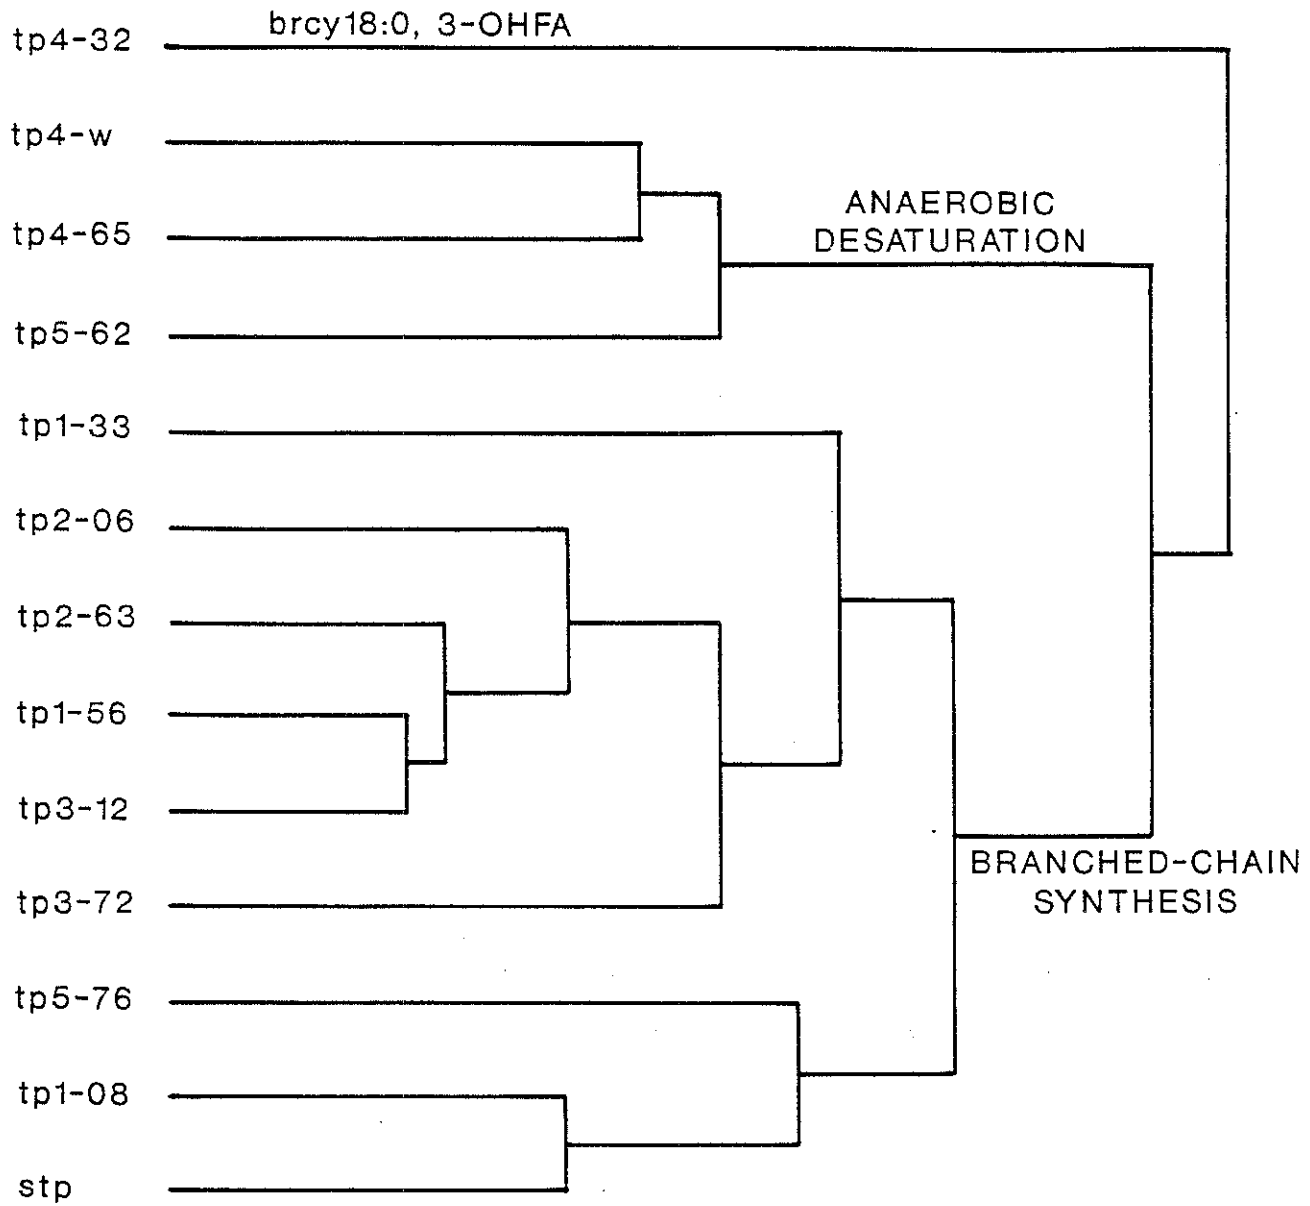 brcy18:0, 3-OHFA
tp4-32
tp4-w
ANAEROBIC
DESATURATION
tp4-65
tp5-62
tp1-33
tp2-06
tp2-63
tp1-56
tp3-12
BRANCHED-CHAIN
SYNTHESIS
tp3-72
tp5-76
tp1-08
stp